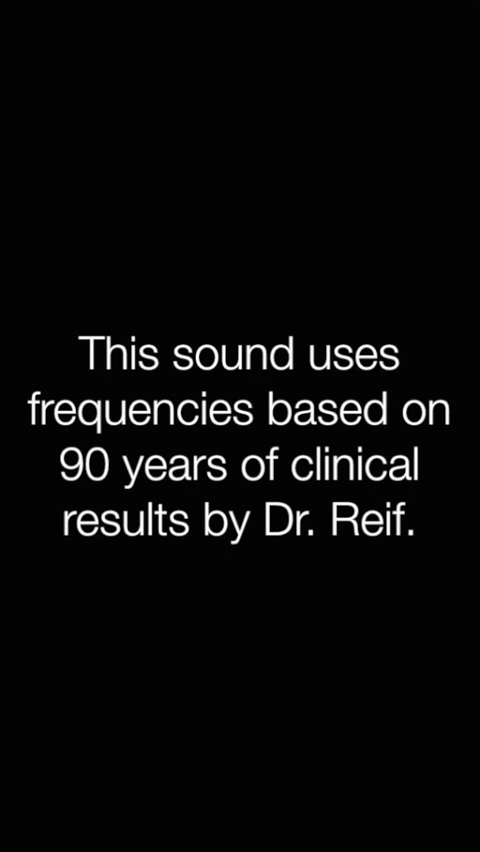 This sound uses
frequencies based on
90 years of clinical
results by Dr. Reif.